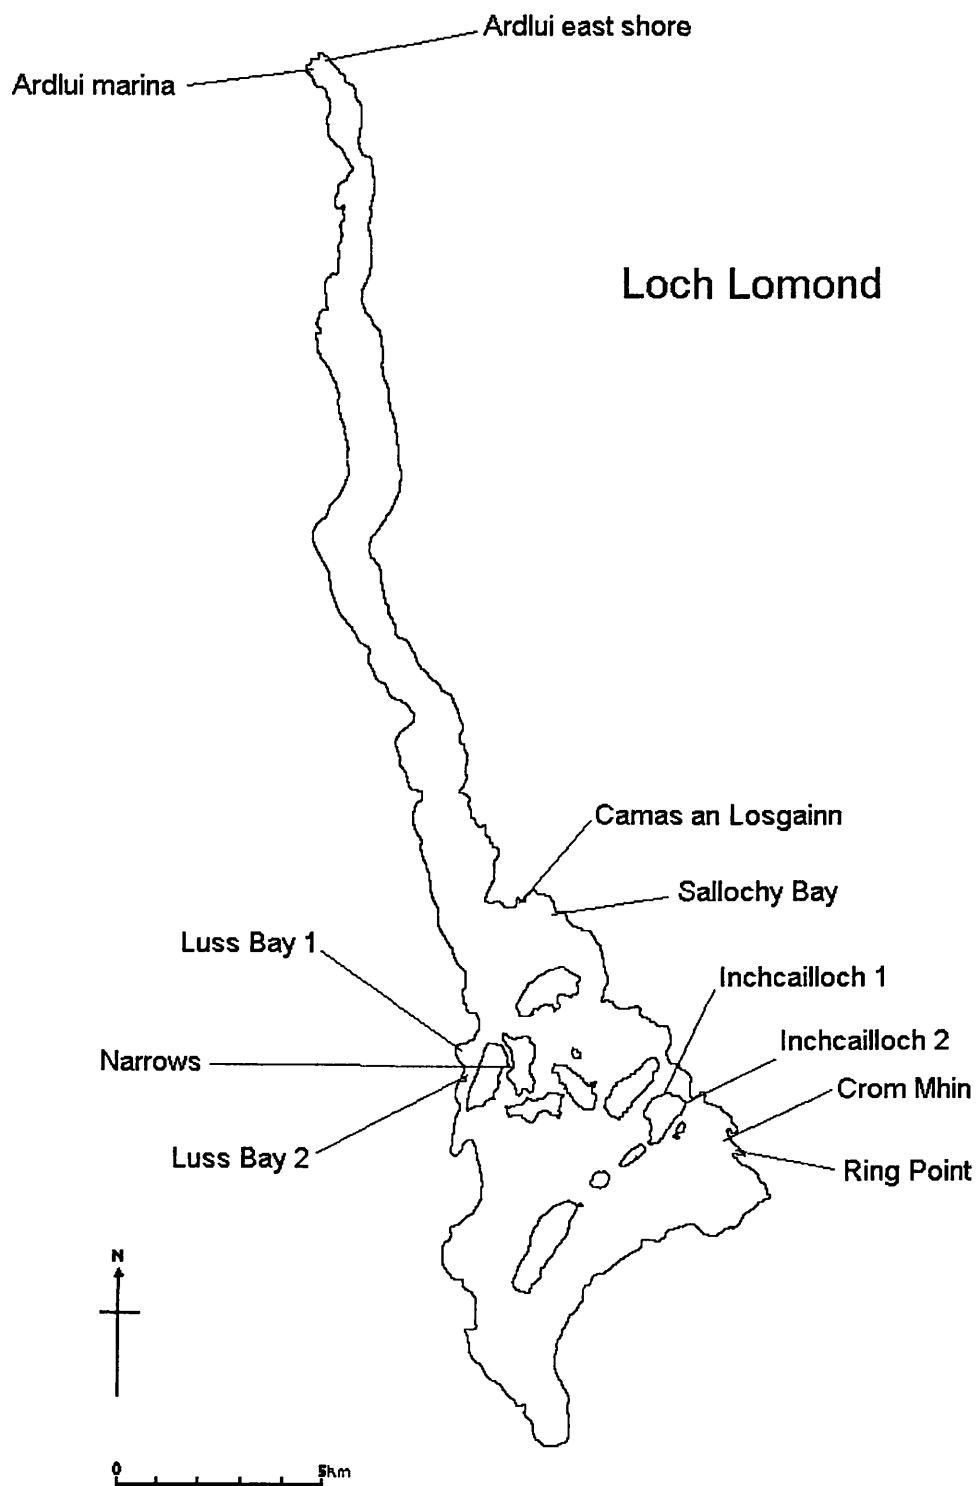 Ardlui east shore
Ardlui marina
Loch Lomond
Camas an Losgainn
Sallochy Bay
Luss Bay 1
Inchcailloch 1
Inchcailloch 2
Narrows
Crom Mhin
Luss Bay 2
Ring Point
N
0 5km